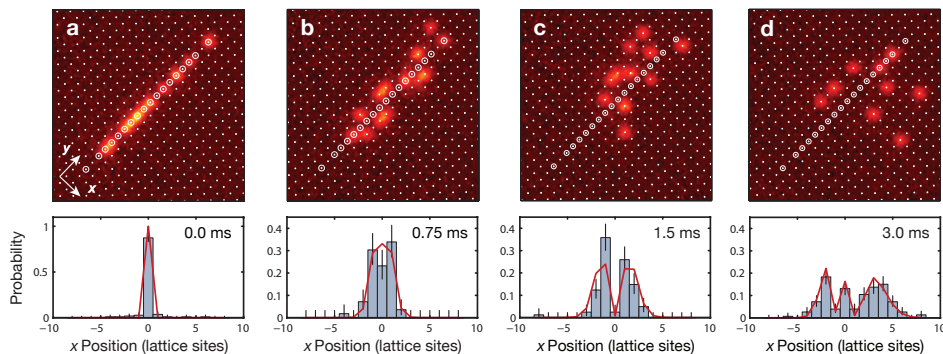 a
b
c
d
y
x
0.0 ms
0.75 ms
1.5 ms
3.0 ms
Probability
1
0.5
0
0.4
0.3
0.2
0.1
0
0.4
0.3
0.2
0.1
0
0.4
0.3
0.2
0.1
0
−10 −5 0 5 10
−10 −5 0 5 10
−10 −5 0 5 10
−10 −5 0 5 10
x Position (lattice sites)
x Position (lattice sites)
x Position (lattice sites)
x Position (lattice sites)